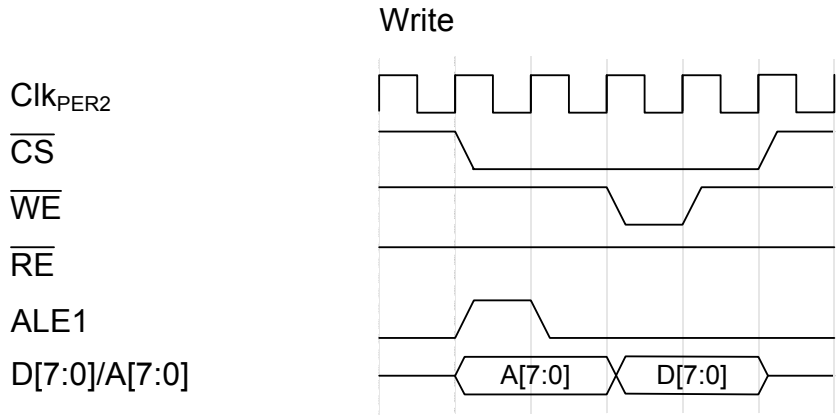 Write
ClkPER2
CS
WE
RE
ALE1
D[7:0]/A[7:0]
A[7:0]
D[7:0]